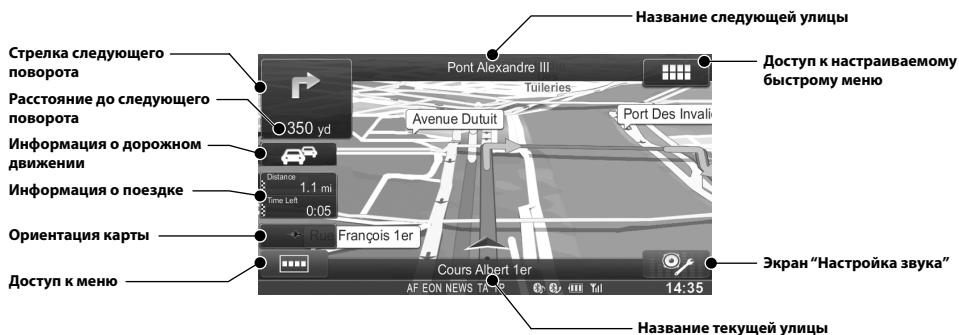 Название следующей улицы
Стрелка следующего
поворота
Расстояние до следующего
поворота
Информация о дорожном
движении
Информация о поездке
Ориентация карты
Доступ к меню
Pont Alexandre III
Tuileries
Avenue Dutuit
Port Des Invali
350 yd
Distance
1.1 mi
Time Left
0:05
Rue François 1er
Cours Albert 1er
AF EON NEWS TA TP
14:35
Доступ к настраиваемому
быстрому меню
Экран “Настройка звука”
Название текущей улицы